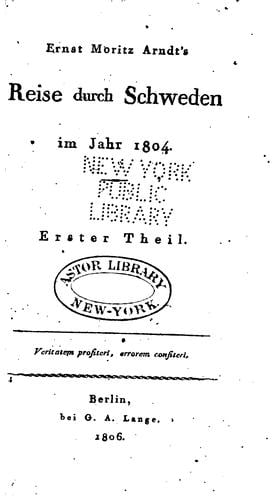 Ernst Moritz Arndt's
Reise durch Schweden
im Jahr 1804.
NEW YORK
PUBLIC
LIBRARY
Erster Theil.
ASTOR LIBRARY
NEW-YORK.
Veritatem profiteri, errorem confiteri.
Berlin,
bei G. A. Lange.
1806.